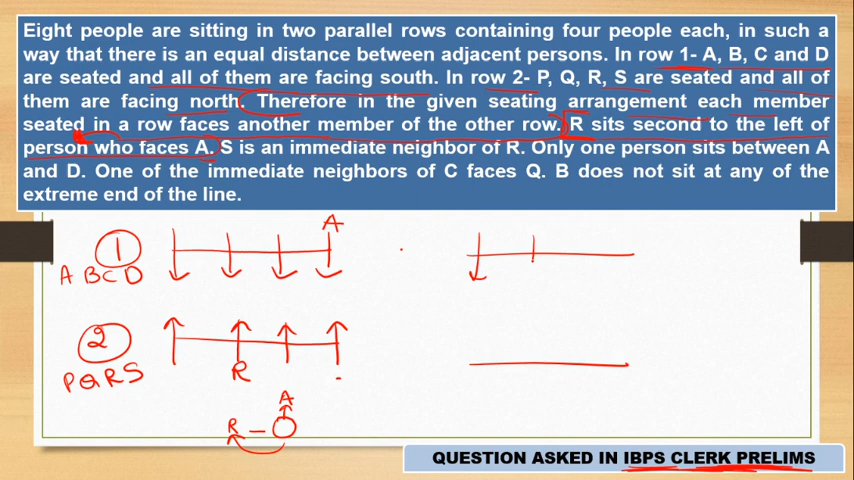 Eight people are sitting in two parallel rows containing four people each, in such a
way that there is an equal distance between adjacent persons. In row 1- A, B, C and D
are seated and all of them are facing south. In row 2- P, Q, R, S are seated and all of
them are facing north. Therefore in the given seating arrangement each member
seated in a row faces another member of the other row. R sits second to the left of
person who faces A. S is an immediate neighbor of R. Only one person sits between A
and D. One of the immediate neighbors of C faces Q. B does not sit at any of the
extreme end of the line.
A
1
A B C D
2
P Q R S
R
A
R –
QUESTION ASKED IN IBPS CLERK PRELIMS